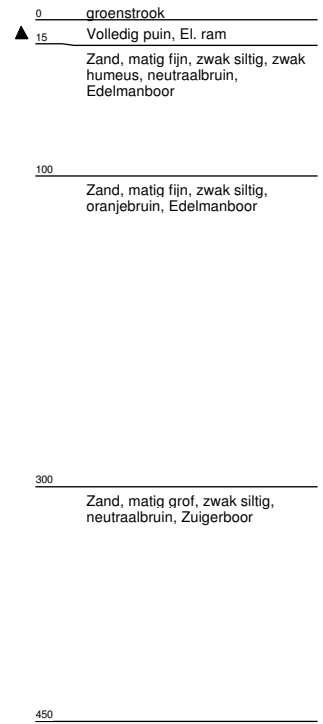 0 groenstrook
15 Volledig puin, El. ram
Zand, matig fijn, zwak siltig, zwak
humeus, neutraalbruin,
Edelmanboor
100
Zand, matig fijn, zwak siltig,
oranjebruin, Edelmanboor
300
Zand, matig grof, zwak siltig,
neutraalbruin, Zuigerboor
450